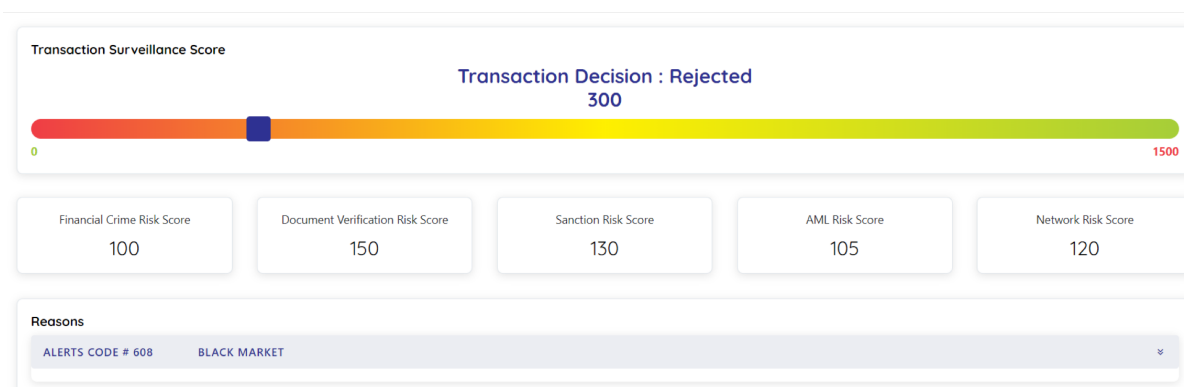 Transaction Surveillance Score
Transaction Decision : Rejected
300
0 1500
Financial Crime Risk Score Document Verification Risk Score Sanction Risk Score AML Risk Score Network Risk Score
100 150 130 105 120
Reasons
ALERTS CODE # 608 BLACK MARKET